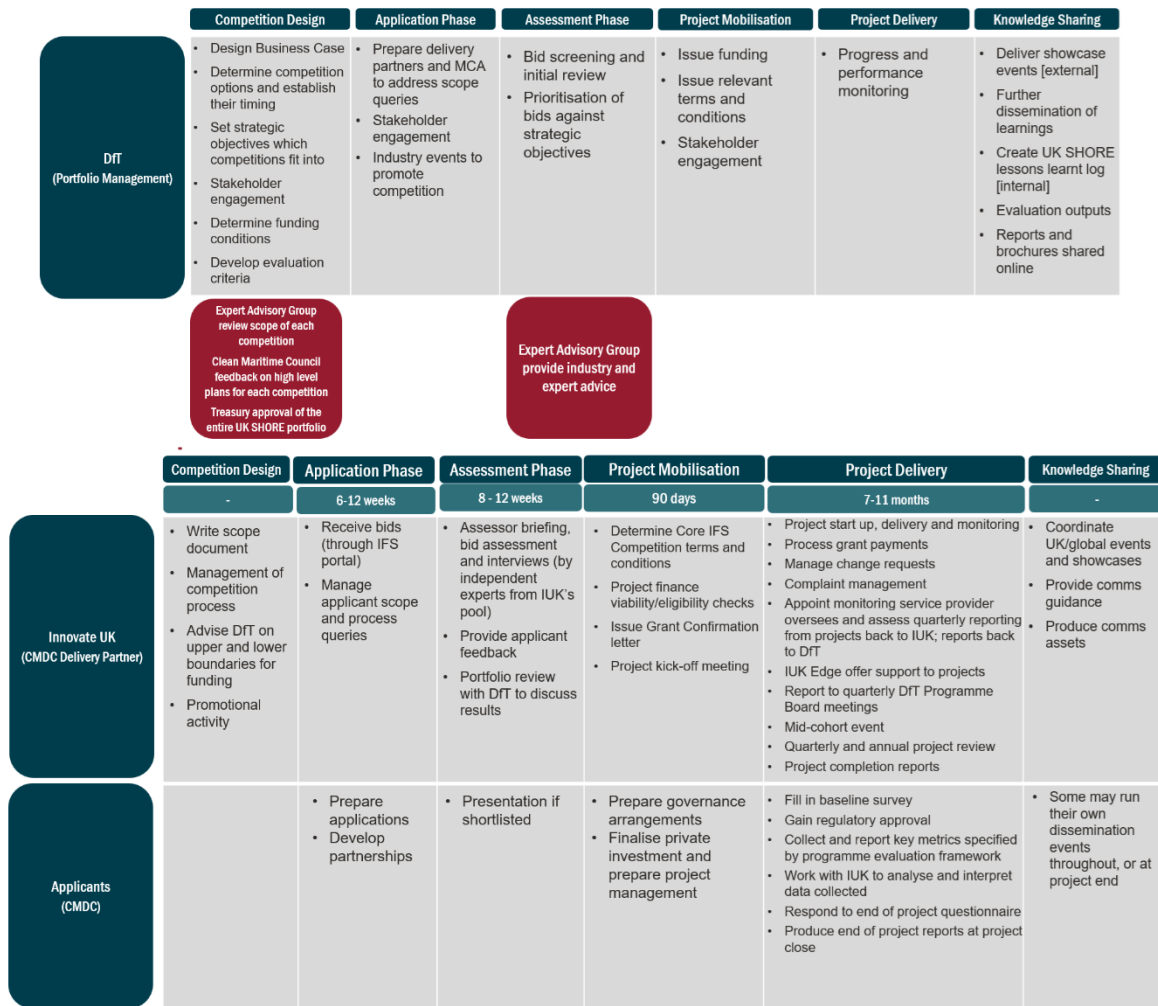 Competition Design
Application Phase
Assessment Phase
Project Mobilisation
Project Delivery
Knowledge Sharing
DfT
(Portfolio Management)
• Design Business Case
• Determine competition
options and establish
their timing
• Set strategic
objectives which
competitions fit into
• Stakeholder
engagement
• Determine funding
conditions
• Develop evaluation
criteria
• Prepare delivery
partners and MCA
to address scope
queries
• Stakeholder
engagement
• Industry events to
promote
competition
• Bid screening and
initial review
• Prioritisation of
bids against
strategic
objectives
• Issue funding
• Issue relevant
terms and
conditions
• Stakeholder
engagement
• Progress and
performance
monitoring
• Deliver showcase
events [external]
• Further
dissemination of
learnings
• Create UK SHORE
lessons learnt log
[internal]
• Evaluation outputs
• Reports and
brochures shared
online
Expert Advisory Group
review scope of each
competition
Clean Maritime Council
feedback on high level
plans for each competition
Treasury approval of the
entire UK SHORE portfolio
Expert Advisory Group
provide industry and
expert advice
Competition Design
Application Phase
Assessment Phase
Project Mobilisation
Project Delivery
Knowledge Sharing
-
6-12 weeks
8 - 12 weeks
90 days
7-11 months
-
Innovate UK
(CMDC Delivery Partner)
• Write scope
document
• Management of
competition
process
• Advise DfT on
upper and lower
boundaries for
funding
• Promotional
activity
• Receive bids
(through IFS
portal)
• Manage
applicant scope
and process
queries
• Assessor briefing,
bid assessment
and interviews (by
independent
experts from IUK's
pool)
• Provide applicant
feedback
• Portfolio review
with DfT to discuss
results
• Determine Core IFS
Competition terms and
conditions
• Project finance
viability/eligibility checks
• Issue Grant Confirmation
letter
• Project kick-off meeting
• Project start up, delivery and monitoring
• Process grant payments
• Manage change requests
• Complaint management
• Appoint monitoring service provider
oversees and assess quarterly reporting
from projects back to IUK; reports back
to DfT
• IUK Edge offer support to projects
• Report to quarterly DfT Programme
Board meetings
• Mid-cohort event
• Quarterly and annual project review
• Project completion reports
• Coordinate
UK/global events
and showcases
• Provide comms
guidance
• Produce comms
assets
Applicants
(CMDC)
• Prepare
applications
• Develop
partnerships
• Presentation if
shortlisted
• Prepare governance
arrangements
• Finalise private
investment and
prepare project
management
• Fill in baseline survey
• Gain regulatory approval
• Collect and report key metrics specified
by programme evaluation framework
• Work with IUK to analyse and interpret
data collected
• Respond to end of project questionnaire
• Produce end of project reports at project
close
• Some may run
their own
dissemination
events
throughout, or at
project end